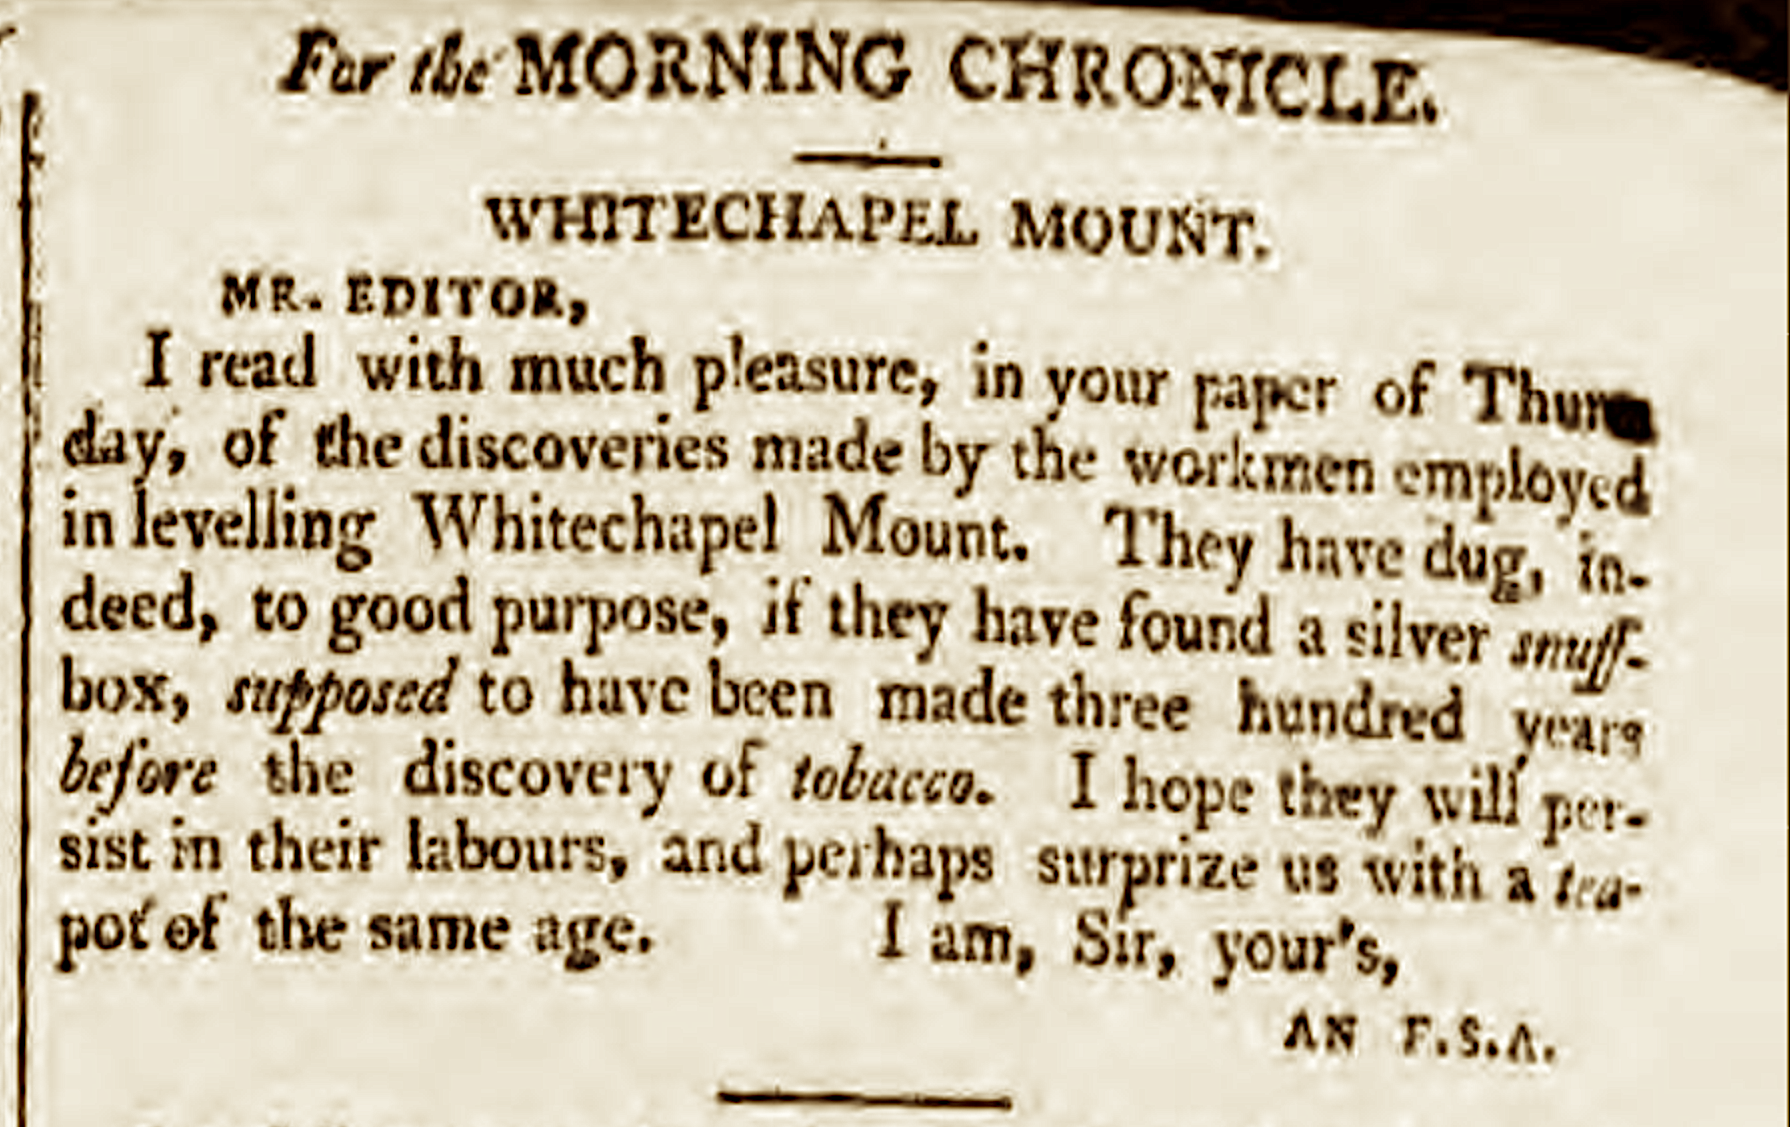 For the MORNING CHRONICLE.
WHITECHAPEL MOUNT.
MR. EDITOR,
I read with much pleasure, in your paper of Thurs
day, of the discoveries made by the workmen employed
in levelling Whitechapel Mount. They have dug, in-
deed, to good purpose, if they have found a silver snuff-
box, supposed to have been made three hundred years
before the discovery of tobacco. I hope they will per-
sist in their labours, and perhaps surprize us with a tea-
pot of the same age. I am, Sir, your's,
AN F.S.A.